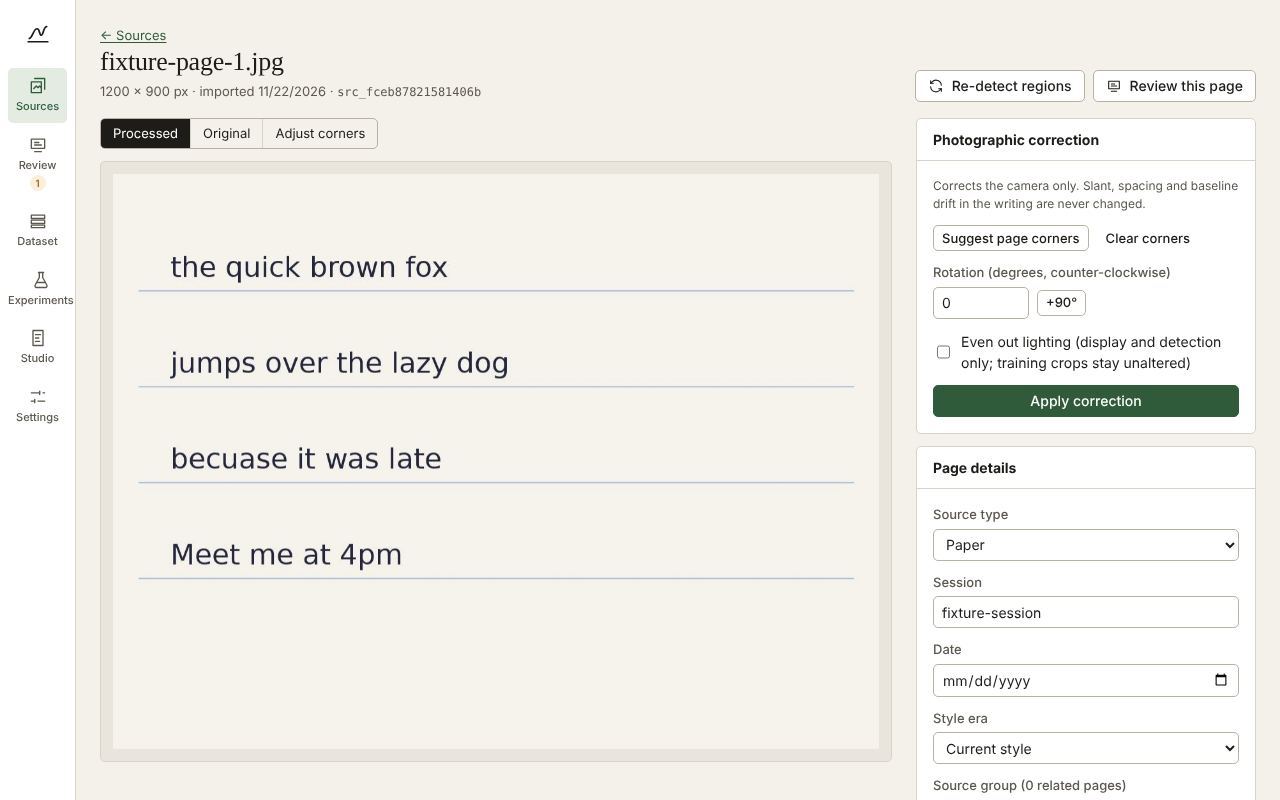 ← Sources
fixture-page-1.jpg
1200 × 900 px · imported 11/22/2026 · src_fceb87821581406b
Re-detect regions
Review this page
Processed
Original
Adjust corners
the quick brown fox
jumps over the lazy dog
becuase it was late
Meet me at 4pm
Sources
Review
1
Dataset
Experiments
Studio
Settings
Photographic correction
Corrects the camera only. Slant, spacing and baseline
drift in the writing are never changed.
Suggest page corners
Clear corners
Rotation (degrees, counter-clockwise)
0
+90°
Even out lighting (display and detection
only; training crops stay unaltered)
Apply correction
Page details
Source type
Paper
Session
fixture-session
Date
mm/dd/yyyy
Style era
Current style
Source group (0 related pages)